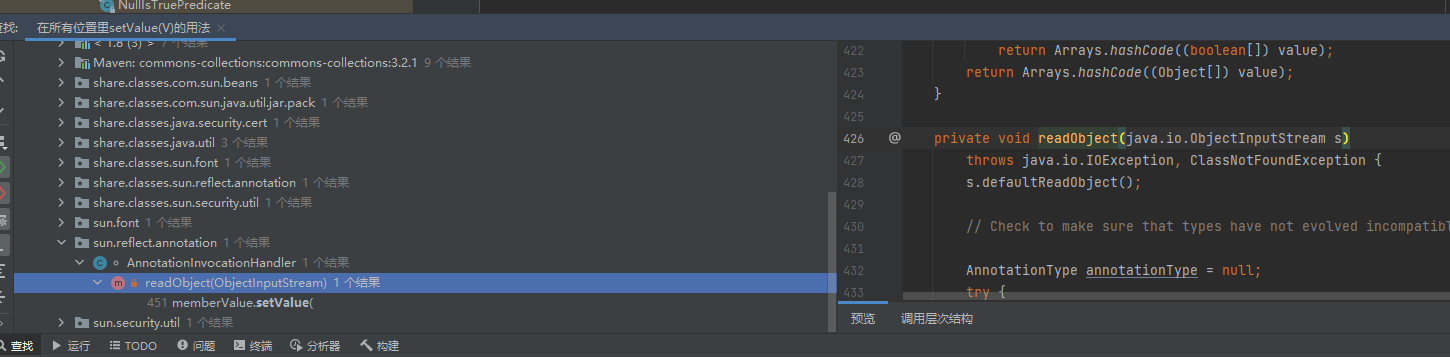 NullIsTruePredicate
查找: 在所有位置里setValue(V)的用法 ×
< 1.8 (3) > 7 个结果
Maven: commons-collections:commons-collections:3.2.1 9 个结果
share.classes.com.sun.beans 1 个结果
share.classes.com.sun.java.util.jar.pack 1 个结果
share.classes.java.security.cert 1 个结果
share.classes.java.util 3 个结果
share.classes.sun.font 1 个结果
share.classes.sun.reflect.annotation 1 个结果
share.classes.sun.security.util 1 个结果
sun.font 1 个结果
sun.reflect.annotation 1 个结果
AnnotationInvocationHandler 1 个结果
readObject(ObjectInputStream) 1 个结果
451 memberValue.setValue(
sun.security.util 1 个结果
422 return Arrays.hashCode((boolean[]) value);
423 return Arrays.hashCode((Object[]) value);
424 }
425
426 @ private void readObject(java.io.ObjectInputStream s)
427 throws java.io.IOException, ClassNotFoundException {
428 s.defaultReadObject();
429
430 // Check to make sure that types have not evolved incompatibl
431
432 AnnotationType annotationType = null;
433 try {
预览 调用层次结构
查找 运行 TODO 问题 终端 分析器 构建